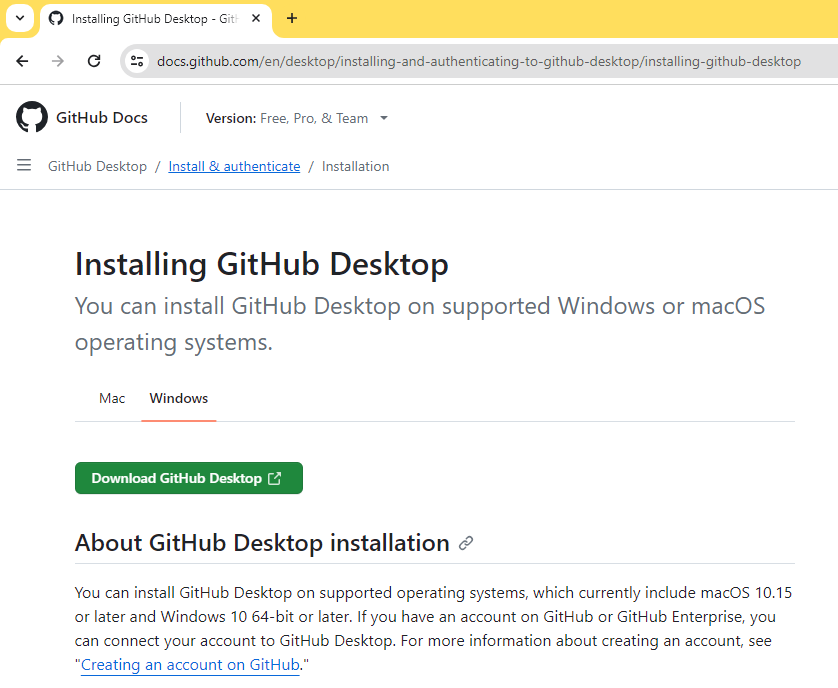 Installing GitHub Desktop - Git
docs.github.com/en/desktop/installing-and-authenticating-to-github-desktop/installing-github-desktop
GitHub Docs
Version: Free, Pro, & Team
GitHub Desktop / Install & authenticate / Installation
Installing GitHub Desktop
You can install GitHub Desktop on supported Windows or macOS
operating systems.
Mac Windows
Download GitHub Desktop
About GitHub Desktop installation
You can install GitHub Desktop on supported operating systems, which currently include macOS 10.15
or later and Windows 10 64-bit or later. If you have an account on GitHub or GitHub Enterprise, you
can connect your account to GitHub Desktop. For more information about creating an account, see
"Creating an account on GitHub."